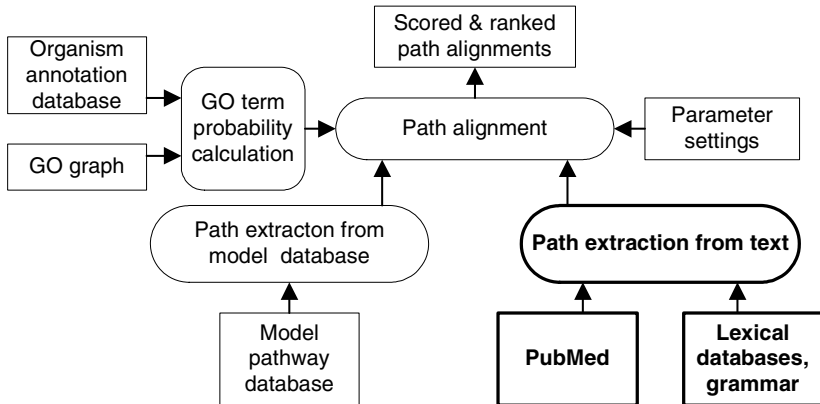 Scored & ranked
path alignments
Organism
annotation
database
GO term
probability
calculation
Path alignment
Parameter
settings
GO graph
Path extracton from
model database
Path extraction from text
Model
pathway
database
PubMed
Lexical
databases,
grammar